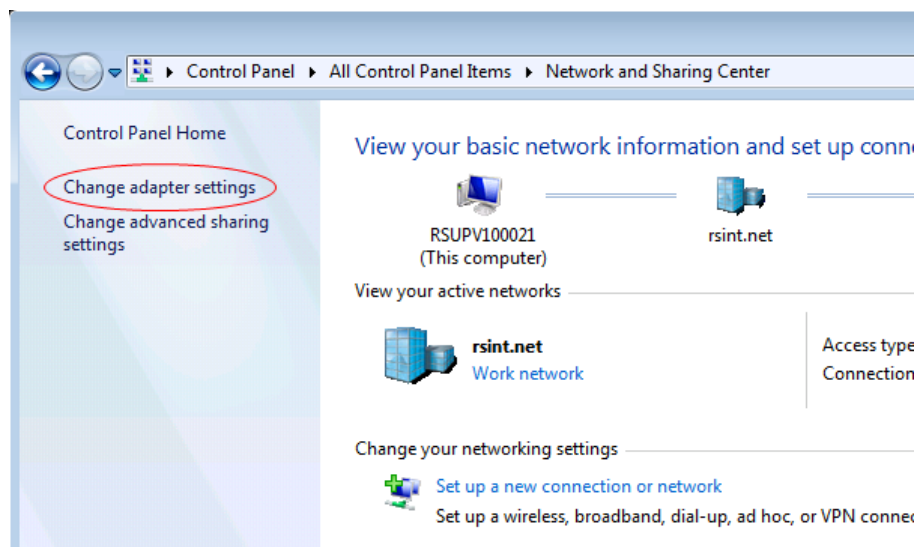 Control Panel ▸ All Control Panel Items ▸ Network and Sharing Center
Control Panel Home
Change adapter settings
Change advanced sharing
settings
View your basic network information and set up conne
RSUPV100021
(This computer)
rsint.net
View your active networks
rsint.net
Work network
Access type
Connection
Change your networking settings
Set up a new connection or network
Set up a wireless, broadband, dial-up, ad hoc, or VPN connec